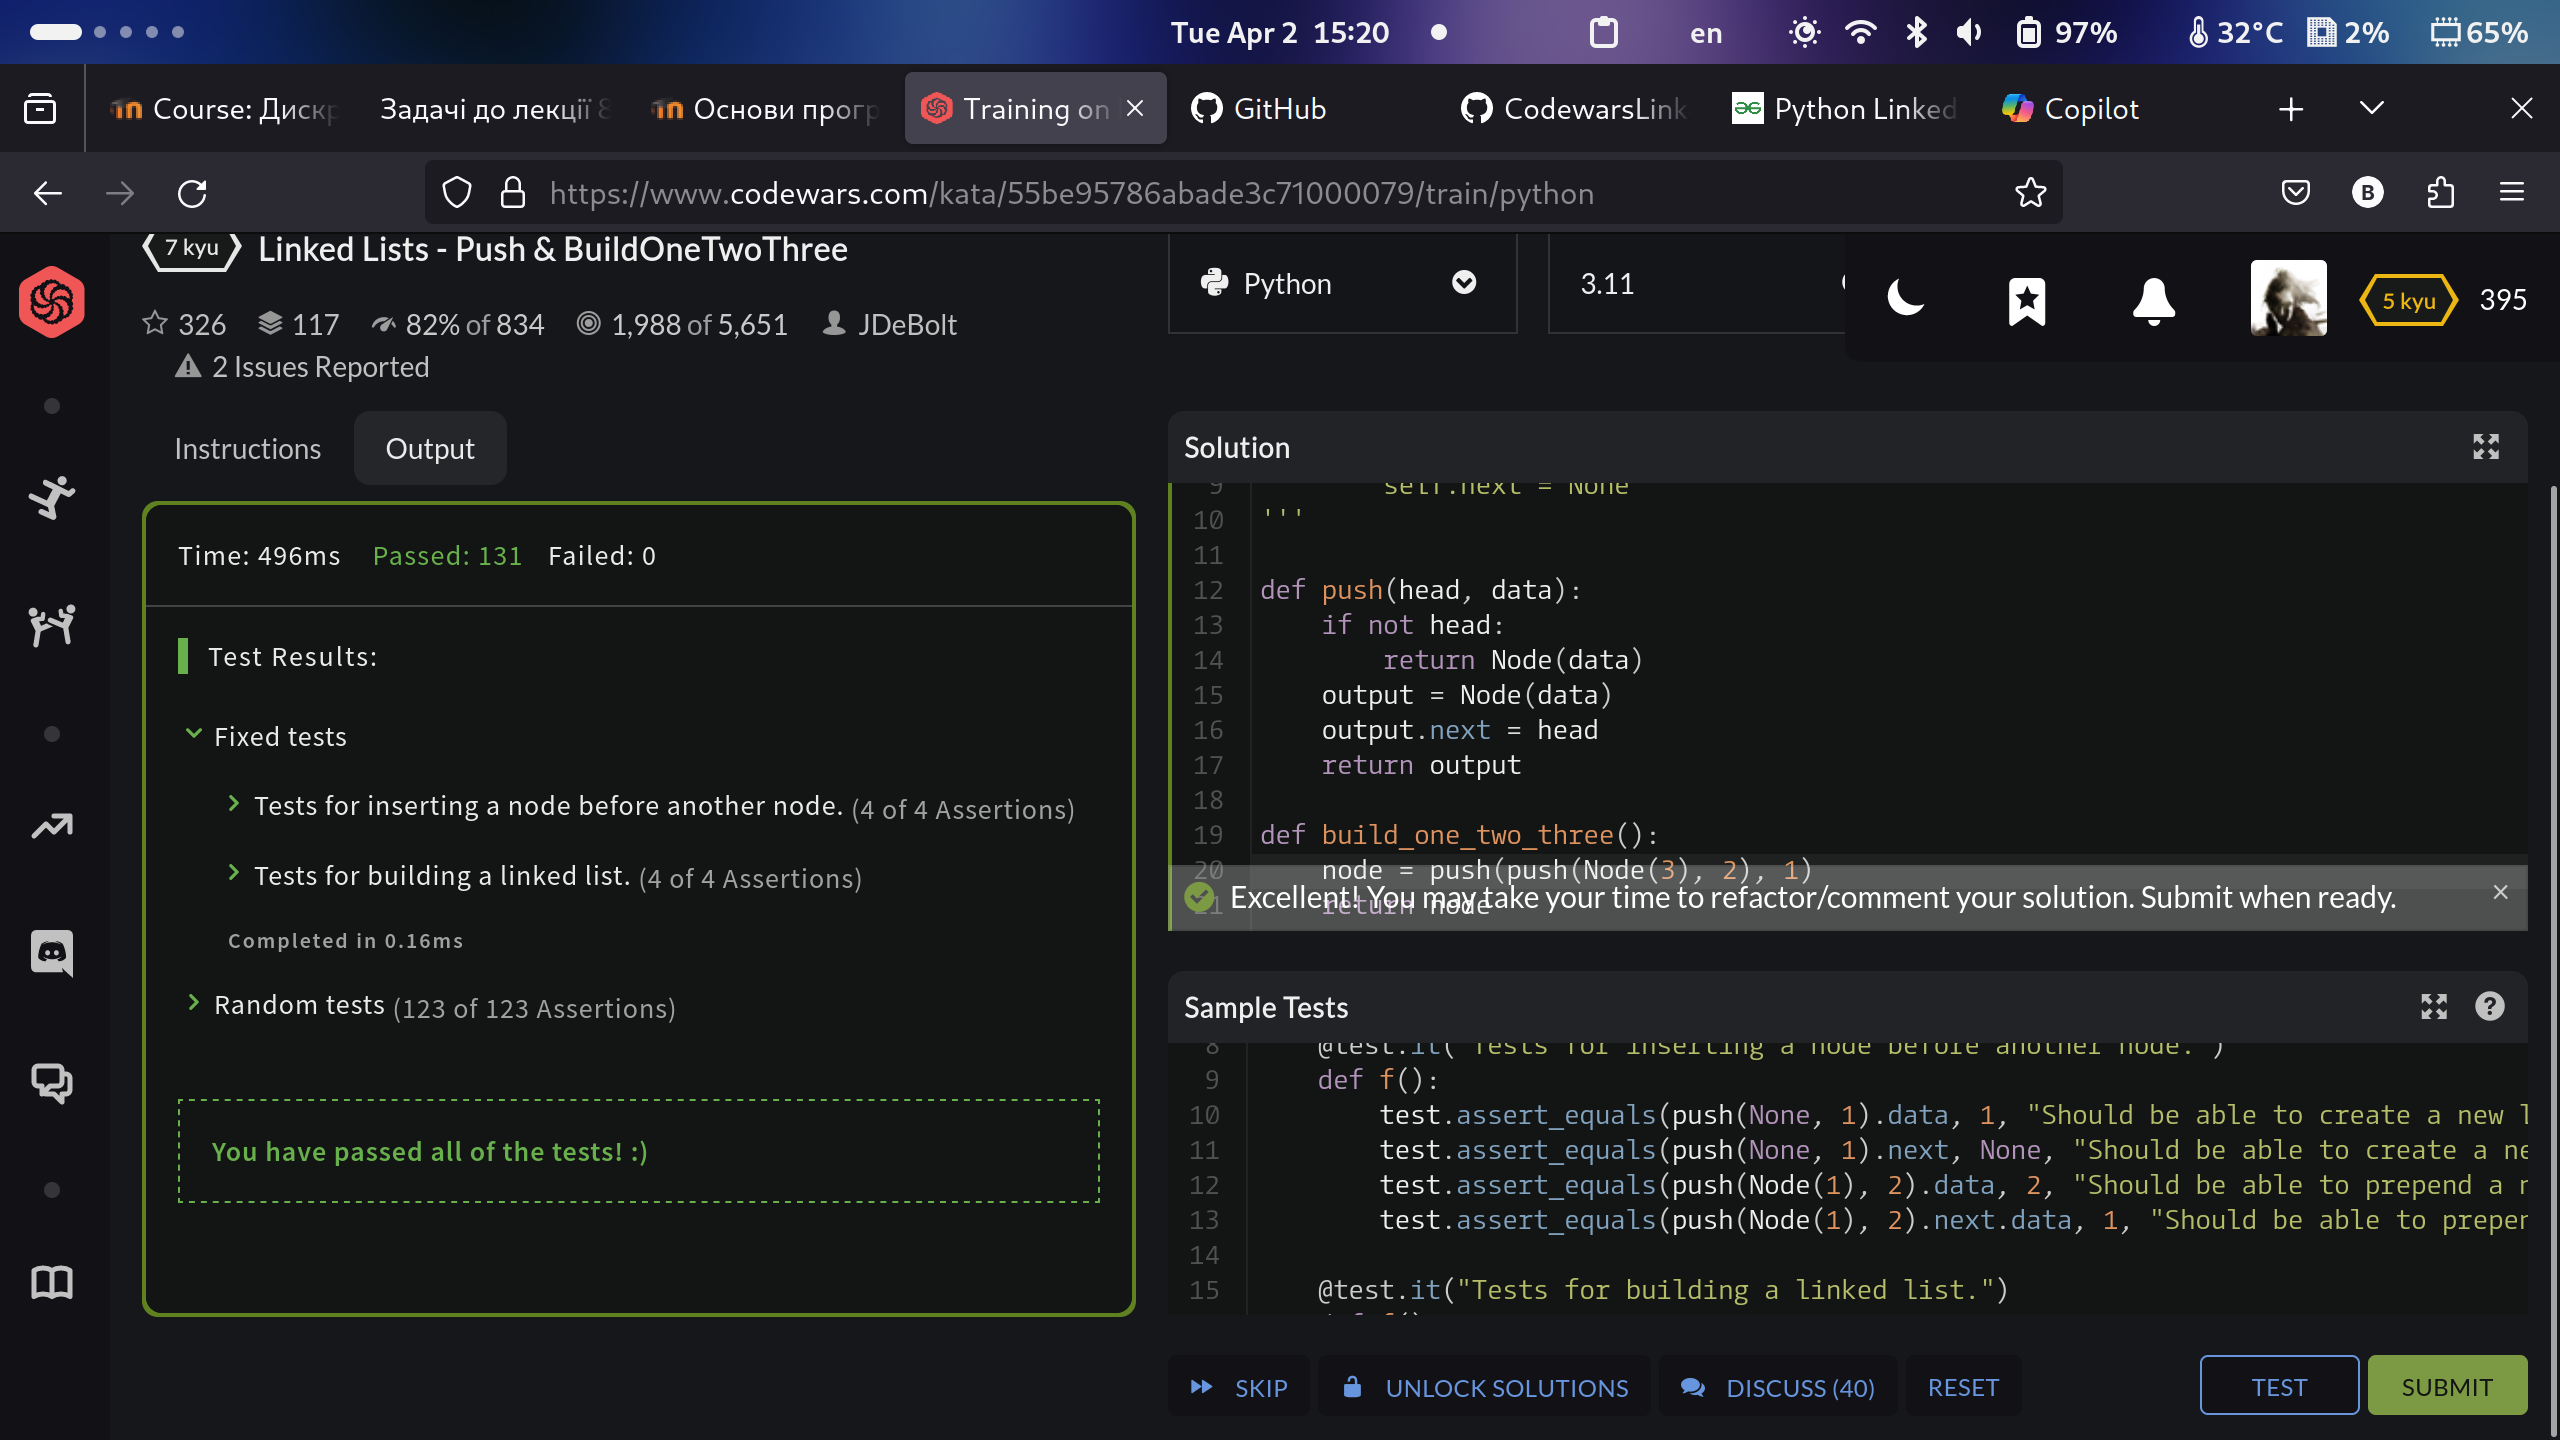 Tue Apr 2 15:20
en
97%
32°C
2%
65%
Course: Диск
Задачі до лекції 8
Основи прогр
Training on
GitHub
CodewarsLink
Python Linked
Copilot
https://www.codewars.com/kata/55be95786abade3c71000079/train/python
B
7 kyu
Linked Lists - Push & BuildOneTwoThree
Python
3.11
5 kyu
395
326
117
82% of 834
1,988 of 5,651
JDeBolt
2 Issues Reported
Instructions
Output
Time: 496ms Passed: 131 Failed: 0
Test Results:
Fixed tests
Tests for inserting a node before another node. (4 of 4 Assertions)
Tests for building a linked list. (4 of 4 Assertions)
Completed in 0.16ms
Random tests (123 of 123 Assertions)
You have passed all of the tests! :)
Solution
9 self.next = None
10 '''
11
12 def push(head, data):
13 if not head:
14 return Node(data)
15 output = Node(data)
16 output.next = head
17 return output
18
19 def build_one_two_three():
20 node = push(push(Node(3), 2), 1)
21 return node
Excellent! You may take your time to refactor/comment your solution. Submit when ready.
Sample Tests
8 @test.it("Tests for inserting a node before another node.")
9 def f():
10 test.assert_equals(push(None, 1).data, 1, "Should be able to create a new l
11 test.assert_equals(push(None, 1).next, None, "Should be able to create a ne
12 test.assert_equals(push(Node(1), 2).data, 2, "Should be able to prepend a n
13 test.assert_equals(push(Node(1), 2).next.data, 1, "Should be able to prepen
14
15 @test.it("Tests for building a linked list.")
SKIP
UNLOCK SOLUTIONS
DISCUSS (40)
RESET
TEST
SUBMIT